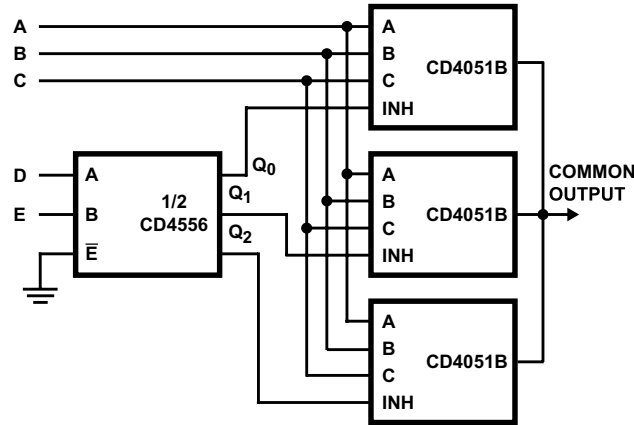 A
B
C
A
B
C
INH
CD4051B
D
E
A
B
E̅
1/2
CD4556
Q0
Q1
Q2
A
B
C
INH
CD4051B
COMMON
OUTPUT
A
B
C
INH
CD4051B